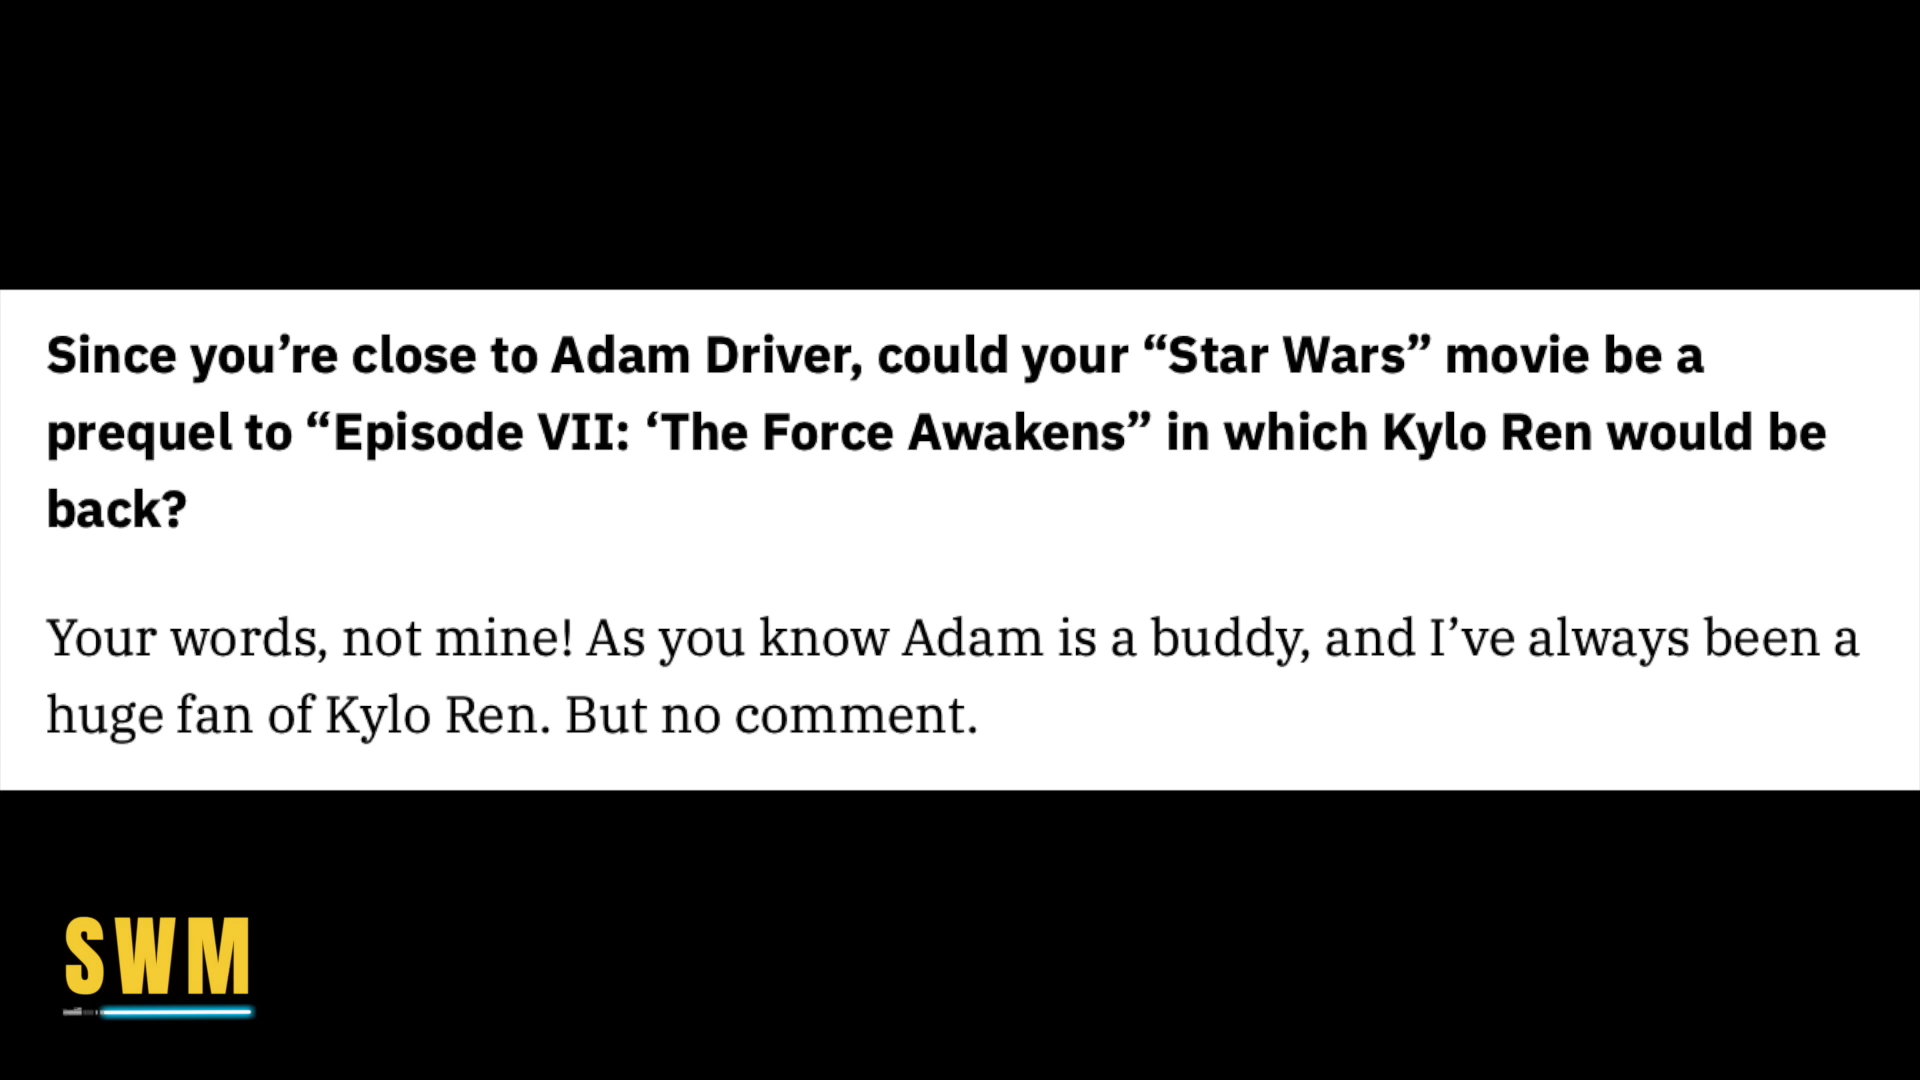 Since you’re close to Adam Driver, could your “Star Wars” movie be a
prequel to “Episode VII: ‘The Force Awakens” in which Kylo Ren would be
back?
Your words, not mine! As you know Adam is a buddy, and I’ve always been a
huge fan of Kylo Ren. But no comment.
SWM